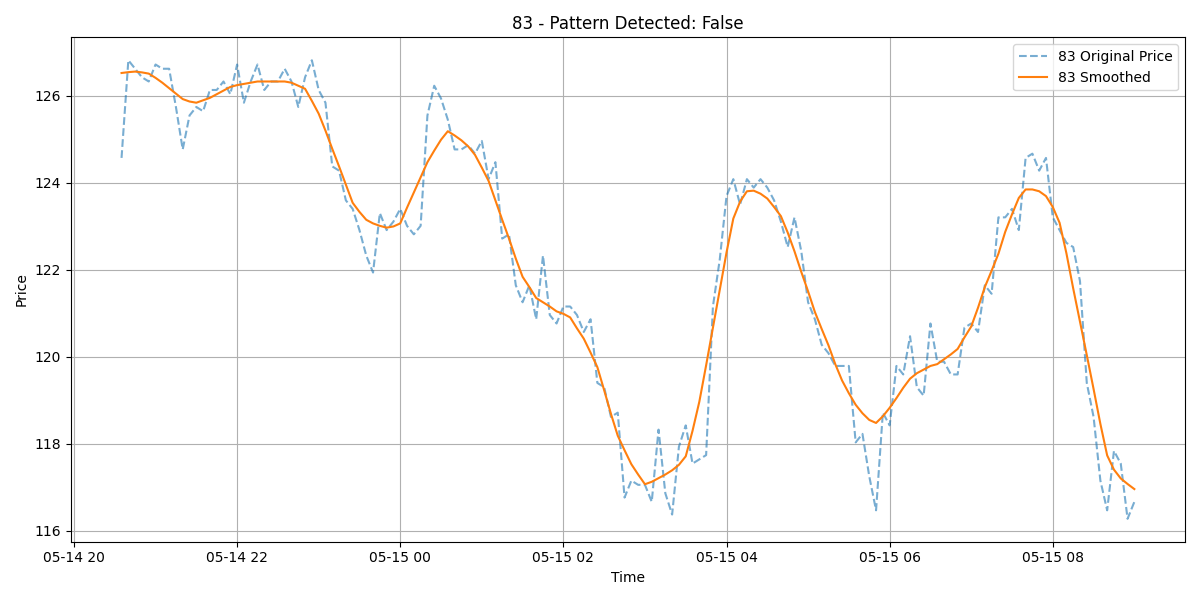 83 - Pattern Detected: False
83 Original Price
83 Smoothed
126
124
122
120
118
116
Price
05-14 20 05-14 22 05-15 00 05-15 02 05-15 04 05-15 06 05-15 08
Time